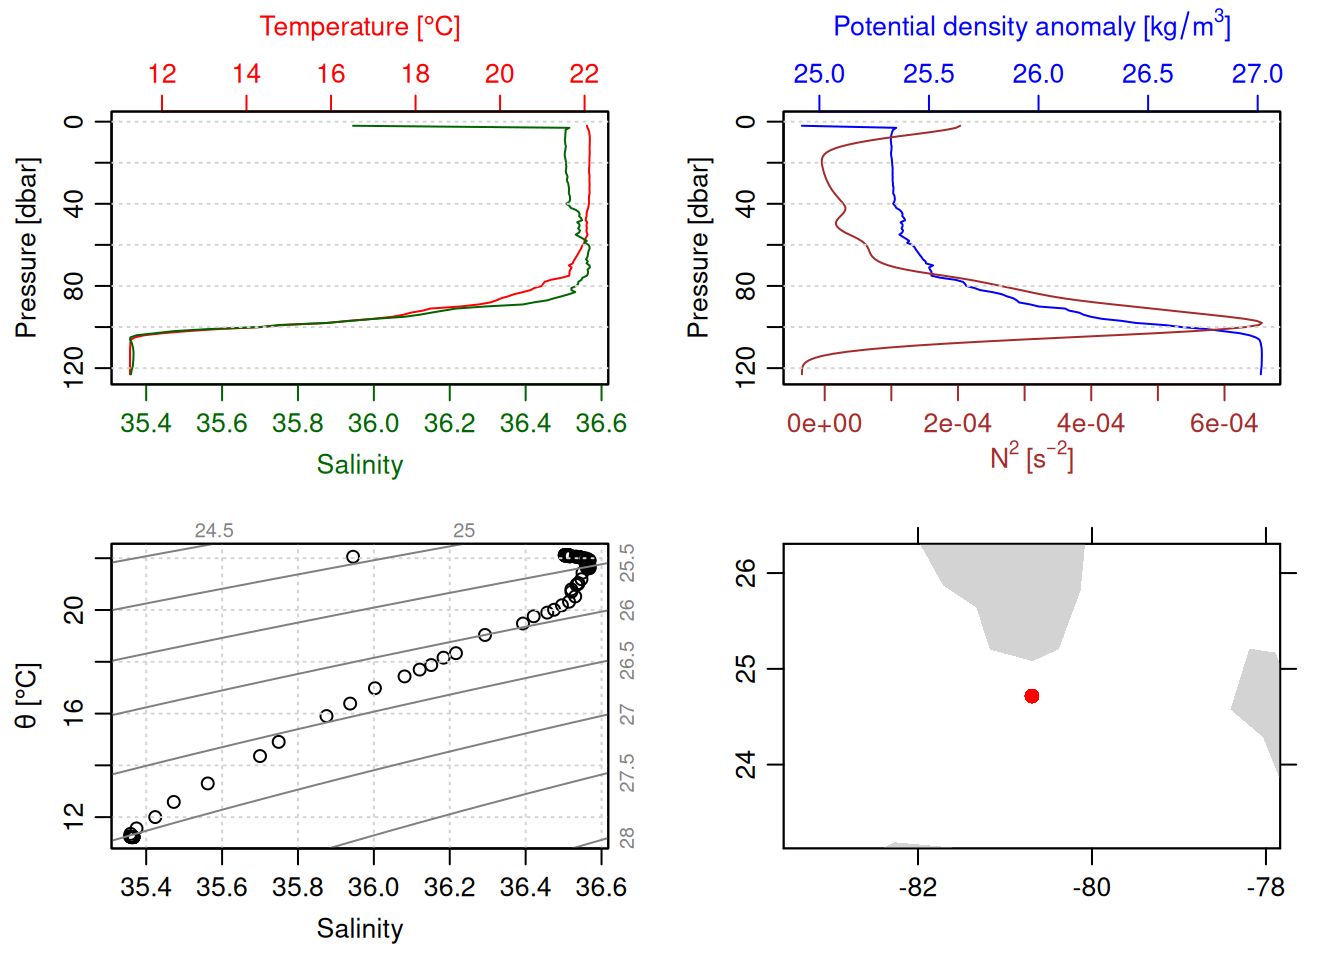 Temperature [°C]
12 14 16 18 20 22
0
40
80
120
Pressure [dbar]
35.4 35.6 35.8 36.0 36.2 36.4 36.6
Salinity
Potential density anomaly [kg/m³]
25.0 25.5 26.0 26.5 27.0
0
40
80
120
Pressure [dbar]
0e+00 2e-04 4e-04 6e-04
N² [s⁻²]
24.5 25
25.5
26
26.5
27
27.5
28
20
16
12
θ [°C]
35.4 35.6 35.8 36.0 36.2 36.4 36.6
Salinity
26
25
24
-82 -80 -78